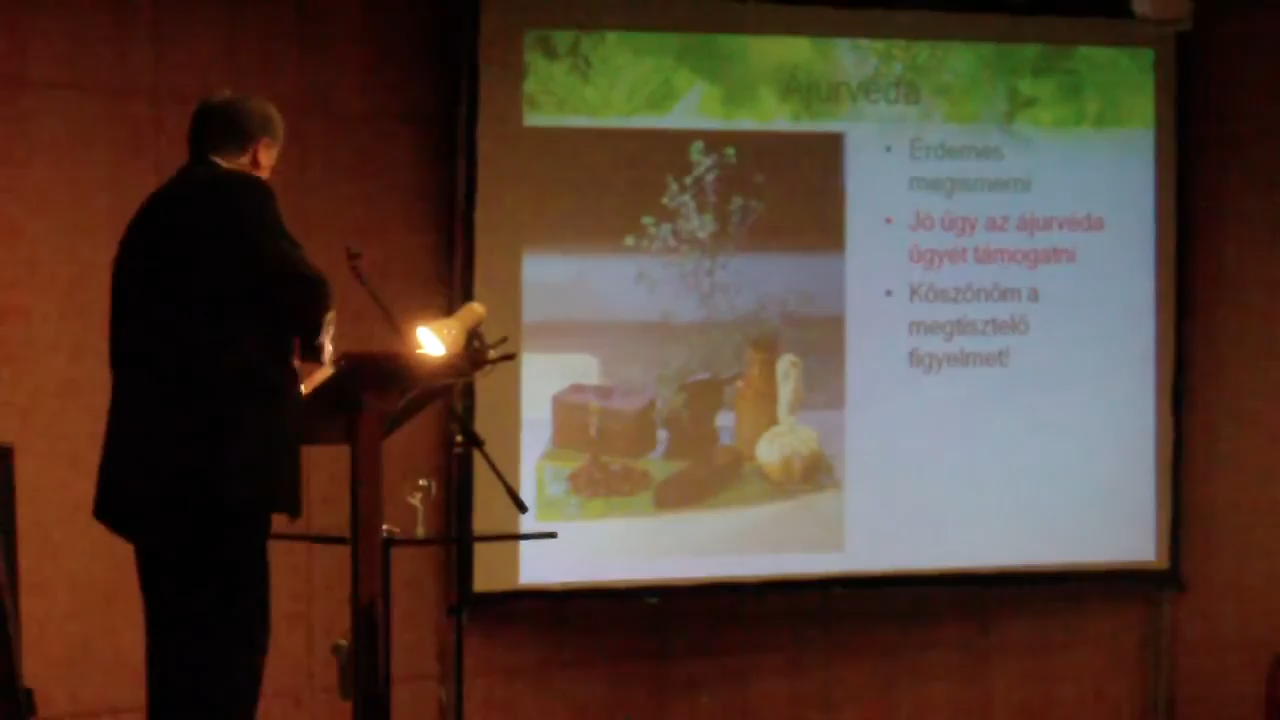 Ájurvéda
• Érdemes
megismerni
• Jó ügy az ájurvéda
ügyét támogatni
• Köszönöm a
megtisztelő
figyelmet!